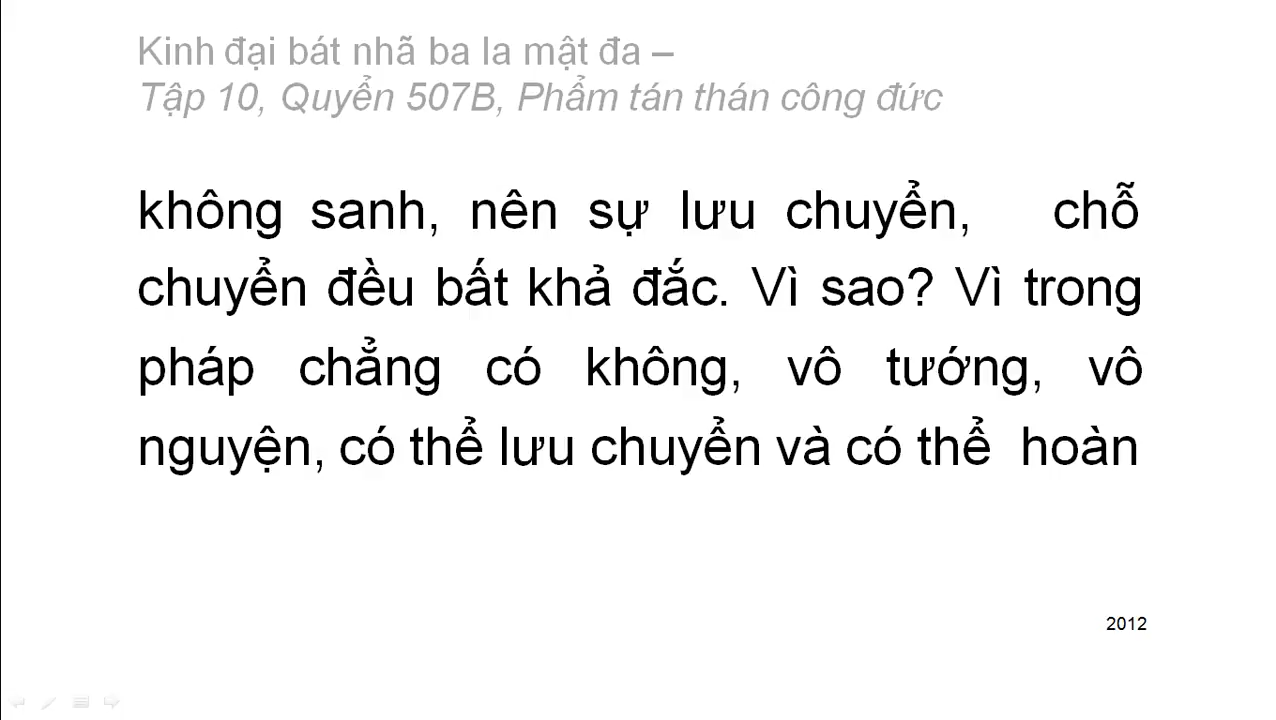 Kinh đại bát nhã ba la mật đa –
Tập 10, Quyển 507B, Phẩm tán thán công đức
không sanh, nên sự lưu chuyển, chỗ
chuyển đều bất khả đắc. Vì sao? Vì trong
pháp chẳng có không, vô tướng, vô
nguyện, có thể lưu chuyển và có thể hoàn
2012